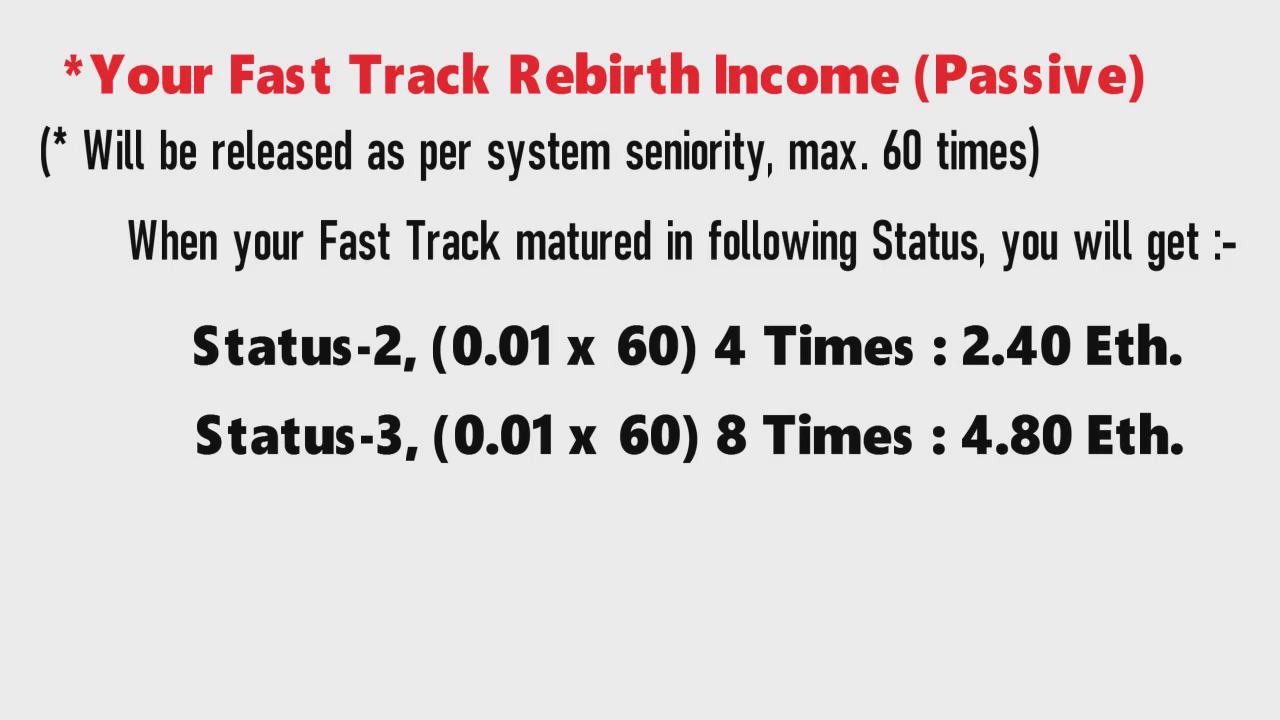 *Your Fast Track Rebirth Income (Passive)
(* Will be released as per system seniority, max. 60 times)
When your Fast Track matured in following Status, you will get :-
Status-2, (0.01 x 60) 4 Times : 2.40 Eth.
Status-3, (0.01 x 60) 8 Times : 4.80 Eth.